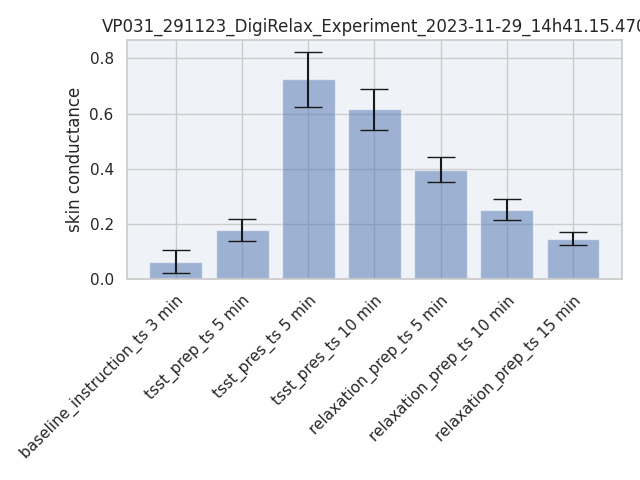 VP031_291123_DigiRelax_Experiment_2023-11-29_14h41.15.470
skin conductance
0.8
0.6
0.4
0.2
0.0
baseline_instruction_ts 3 min
tsst_prep_ts 5 min
tsst_pres_ts 5 min
tsst_pres_ts 10 min
relaxation_prep_ts 5 min
relaxation_prep_ts 10 min
relaxation_prep_ts 15 min